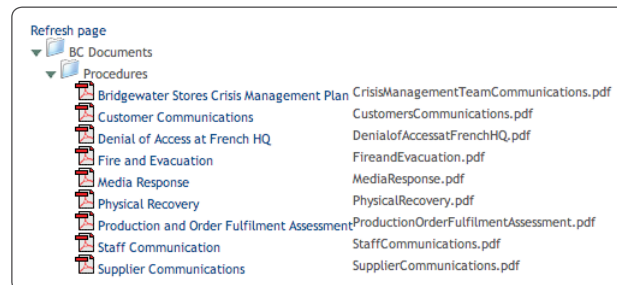 Refresh page
BC Documents
Procedures
Bridgewater Stores Crisis Management Plan CrisisManagementTeamCommunications.pdf
Customer Communications CustomersCommunications.pdf
Denial of Access at French HQ DenialofAccessatFrenchHQ.pdf
Fire and Evacuation FireandEvacuation.pdf
Media Response MediaResponse.pdf
Physical Recovery PhysicalRecovery.pdf
Production and Order Fulfilment Assessment ProductionOrderFulfilmentAssessment.pdf
Staff Communication StaffCommunications.pdf
Supplier Communications SupplierCommunications.pdf